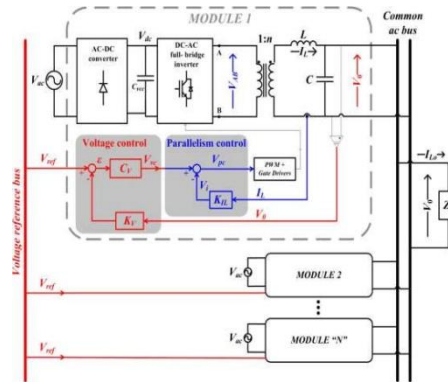 MODULE 1
Common
ac bus
AC-DC
converter
V_dc
C_VCC
DC-AC
full- bridge
inverter
A
B
V_AB
1:n
L
I_L
C
V_o
V_ac
Voltage control
Parallelism control
V_ref
ε
C_V
V_vc
V_pc
PWM +
Gate Drivers
V_i
K_IL
I_L
K_V
V_0
I_Lo
V_o
Z
Voltage reference bus
V_ref
V_ac
MODULE 2
V_ref
V_ac
MODULE “N”